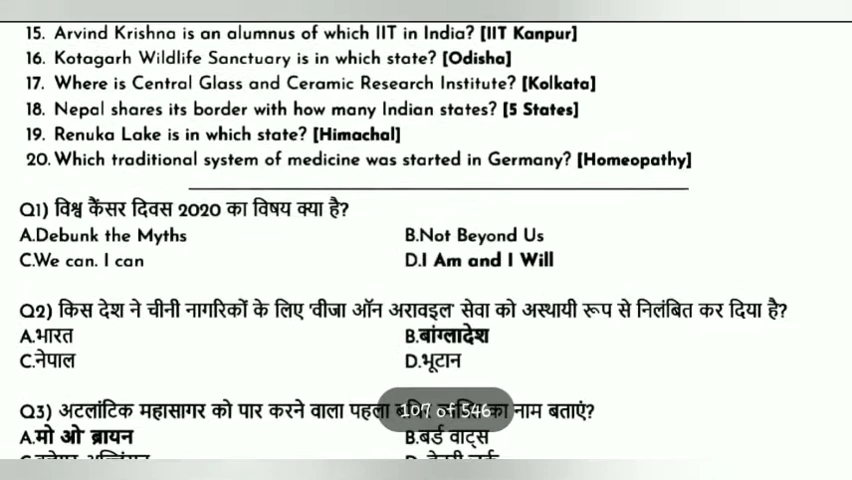 15. Arvind Krishna is an alumnus of which IIT in India? [IIT Kanpur]
16. Kotagarh Wildlife Sanctuary is in which state? [Odisha]
17. Where is Central Glass and Ceramic Research Institute? [Kolkata]
18. Nepal shares its border with how many Indian states? [5 States]
19. Renuka Lake is in which state? [Himachal]
20. Which traditional system of medicine was started in Germany? [Homeopathy]
Q1) विश्व कैंसर दिवस 2020 का विषय क्या है?
A.Debunk the Myths B.Not Beyond Us
C.We can. I can D.I Am and I Will
Q2) किस देश ने चीनी नागरिकों के लिए 'वीजा ऑन अरावइल' सेवा को अस्थायी रूप से निलंबित कर दिया है?
A.भारत B.बांग्लादेश
C.नेपाल D.भूटान
Q3) अटलांटिक महासागर को पार करने वाला पहला का नाम बताएं?
107 of 546
A.मो ओ' ब्रायन B.बर्ड वाट्स